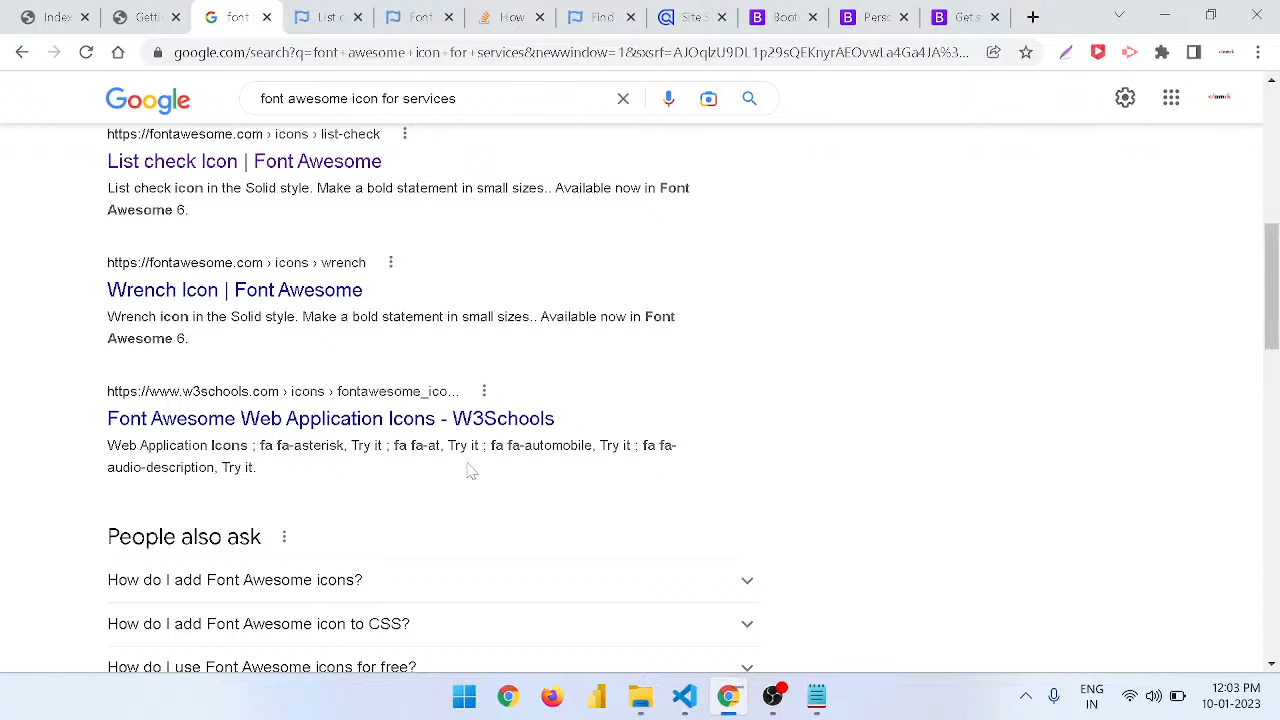 Index
Getti
font
List c
Font
How
Find
Sites
Boot
Perso
Get s
google.com/search?q=font+awesome+icon+for+services&newwindow=1&sxsrf=
Google
font awesome icon for services
https://fontawesome.com › icons › list-check
List check Icon | Font Awesome
List check icon in the Solid style. Make a bold statement in small sizes.. Available now in Font
Awesome 6.
https://fontawesome.com › icons › wrench
Wrench Icon | Font Awesome
Wrench icon in the Solid style. Make a bold statement in small sizes.. Available now in Font
Awesome 6.
https://www.w3schools.com › icons › fontawesome_ico...
Font Awesome Web Application Icons - W3Schools
Web Application Icons ; fa fa-asterisk, Try it ; fa fa-at, Try it ; fa fa-automobile, Try it ; fa fa-
audio-description, Try it.
People also ask
How do I add Font Awesome icons?
How do I add Font Awesome icon to CSS?
How do I use Font Awesome icons for free?
ENG
IN
12:03 PM
10-01-2023